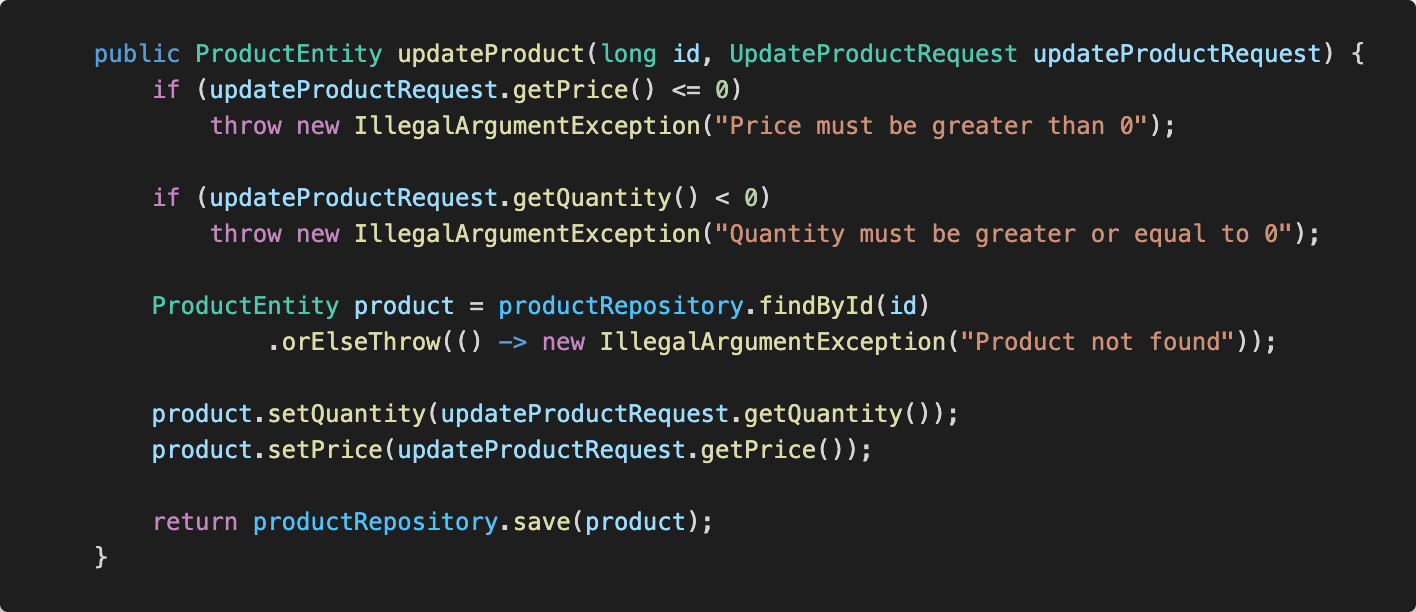 public ProductEntity updateProduct(long id, UpdateProductRequest updateProductRequest) {
    if (updateProductRequest.getPrice() <= 0)
        throw new IllegalArgumentException("Price must be greater than 0");

    if (updateProductRequest.getQuantity() < 0)
        throw new IllegalArgumentException("Quantity must be greater or equal to 0");

    ProductEntity product = productRepository.findById(id)
            .orElseThrow(() -> new IllegalArgumentException("Product not found"));

    product.setQuantity(updateProductRequest.getQuantity());
    product.setPrice(updateProductRequest.getPrice());

    return productRepository.save(product);
}